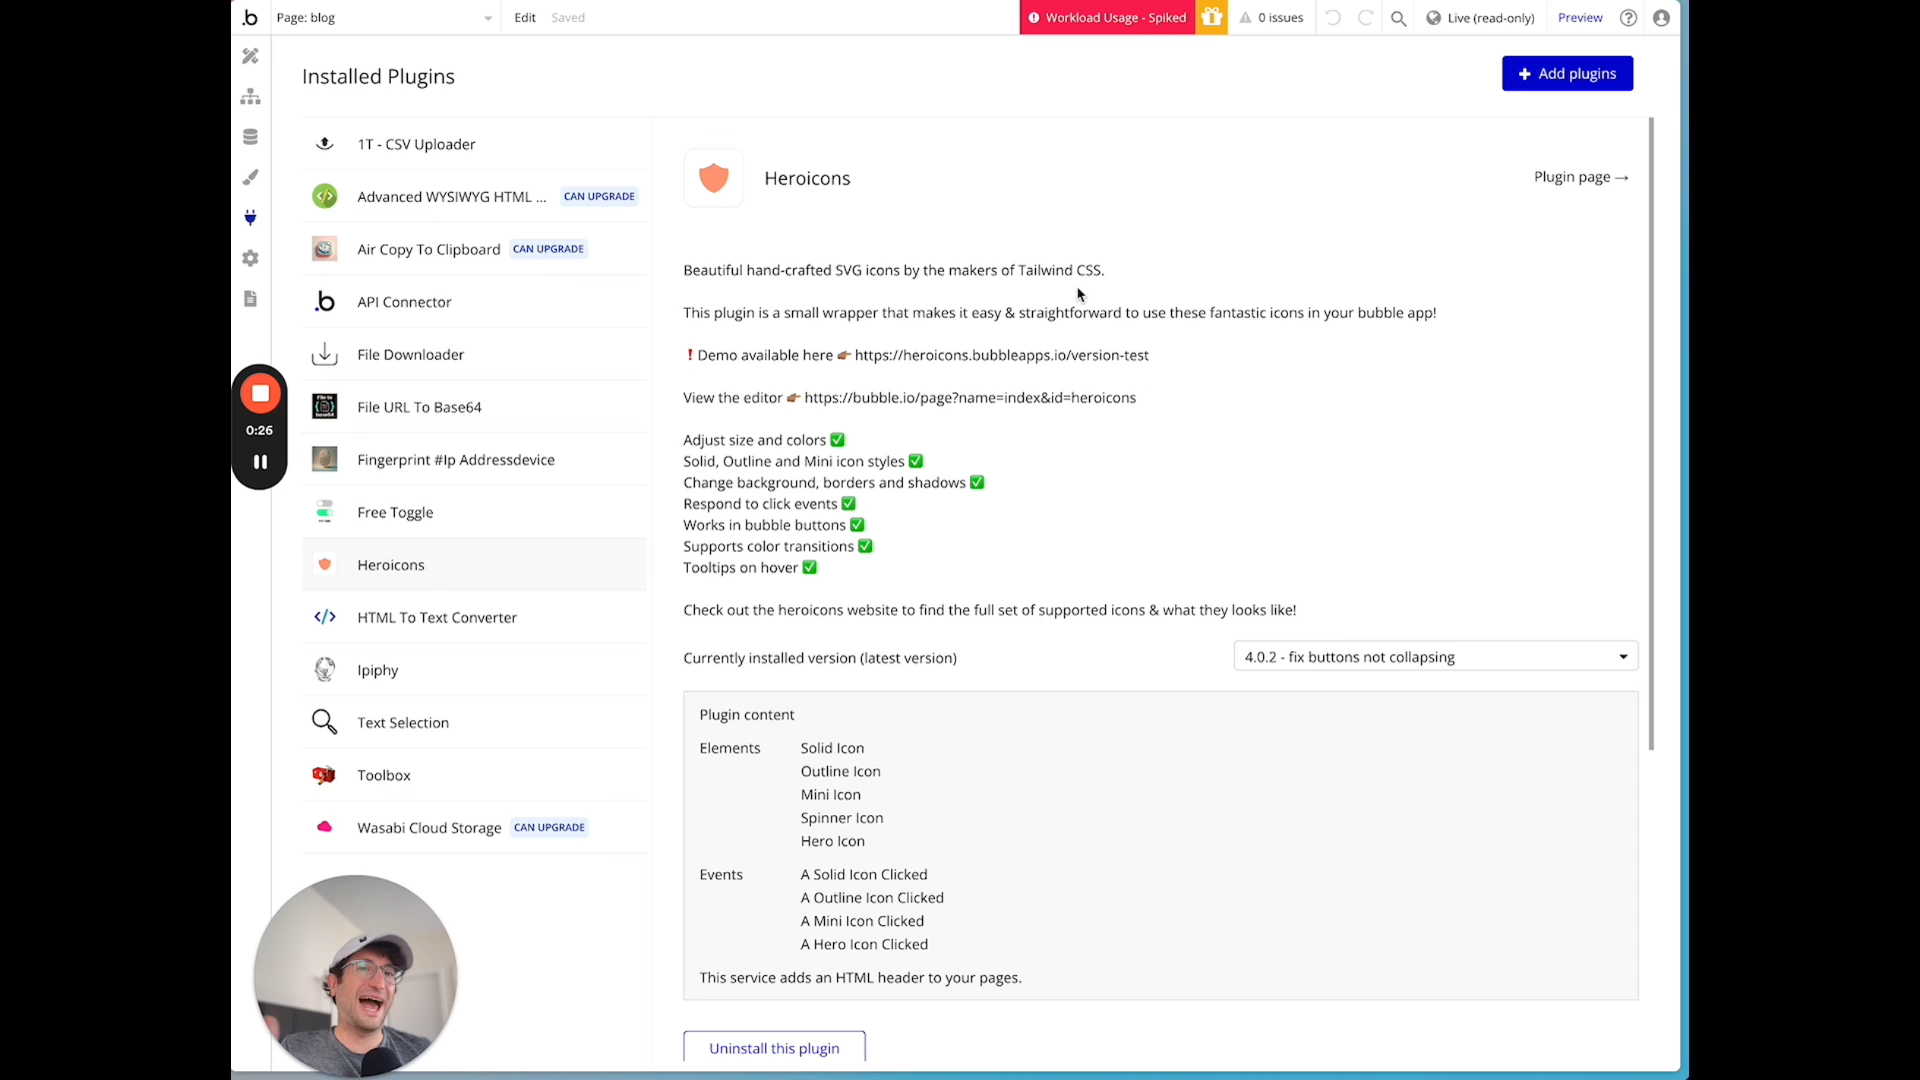 .b
Page: blog
Edit
Saved
Workload Usage - Spiked
0 issues
Live (read-only)
Preview
?
Installed Plugins
+ Add plugins
1T - CSV Uploader
Advanced WYSIWYG HTML ...
CAN UPGRADE
Air Copy To Clipboard
CAN UPGRADE
.b
API Connector
File Downloader
File URL To Base64
Fingerprint #Ip Addressdevice
Free Toggle
Heroicons
HTML To Text Converter
Ipiphy
Text Selection
Toolbox
Wasabi Cloud Storage
CAN UPGRADE
0:26
Heroicons
Plugin page →
Beautiful hand-crafted SVG icons by the makers of Tailwind CSS.
This plugin is a small wrapper that makes it easy & straightforward to use these fantastic icons in your bubble app!
❗ Demo available here 👉🏾 https://heroicons.bubbleapps.io/version-test
View the editor 👉🏾 https://bubble.io/page?name=index&id=heroicons
Adjust size and colors ✅
Solid, Outline and Mini icon styles ✅
Change background, borders and shadows ✅
Respond to click events ✅
Works in bubble buttons ✅
Supports color transitions ✅
Tooltips on hover ✅
Check out the heroicons website to find the full set of supported icons & what they looks like!
Currently installed version (latest version)
4.0.2 - fix buttons not collapsing
Plugin content
Elements
Solid Icon
Outline Icon
Mini Icon
Spinner Icon
Hero Icon
Events
A Solid Icon Clicked
A Outline Icon Clicked
A Mini Icon Clicked
A Hero Icon Clicked
This service adds an HTML header to your pages.
Uninstall this plugin